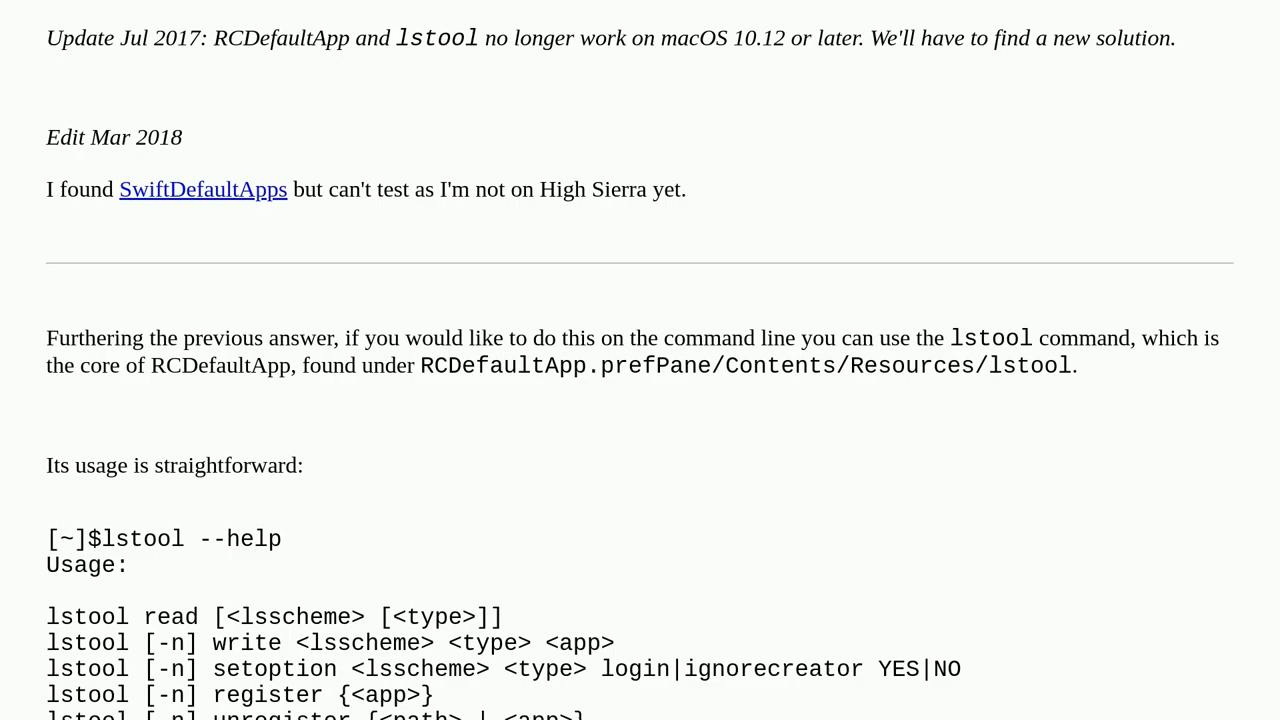 Update Jul 2017: RCDefaultApp and lstool no longer work on macOS 10.12 or later. We'll have to find a new solution.
Edit Mar 2018
I found SwiftDefaultApps but can't test as I'm not on High Sierra yet.
Furthering the previous answer, if you would like to do this on the command line you can use the lstool command, which is
the core of RCDefaultApp, found under RCDefaultApp.prefPane/Contents/Resources/lstool.
Its usage is straightforward:
[~]$lstool --help
Usage:
lstool read [<lsscheme> [<type>]]
lstool [-n] write <lsscheme> <type> <app>
lstool [-n] setoption <lsscheme> <type> login|ignorecreator YES|NO
lstool [-n] register {<app>}
lstool [-n] unregister {<path> | <app>}